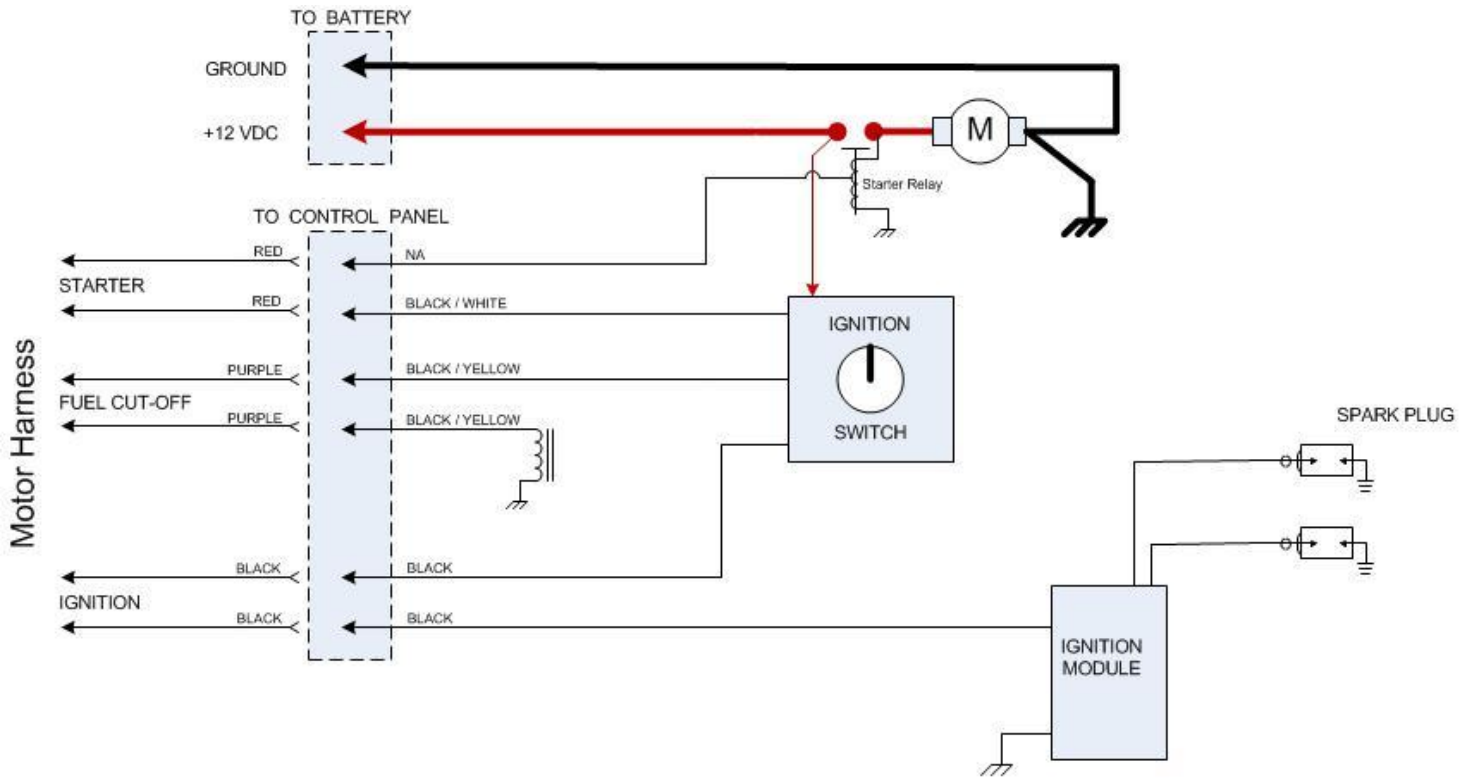 TO BATTERY
GROUND
+12 VDC
M
Starter Relay
TO CONTROL PANEL
RED
NA
STARTER
RED
BLACK / WHITE
IGNITION
SWITCH
PURPLE
BLACK / YELLOW
FUEL CUT-OFF
PURPLE
BLACK / YELLOW
Motor Harness
SPARK PLUG
BLACK
BLACK
IGNITION
BLACK
BLACK
IGNITION
MODULE